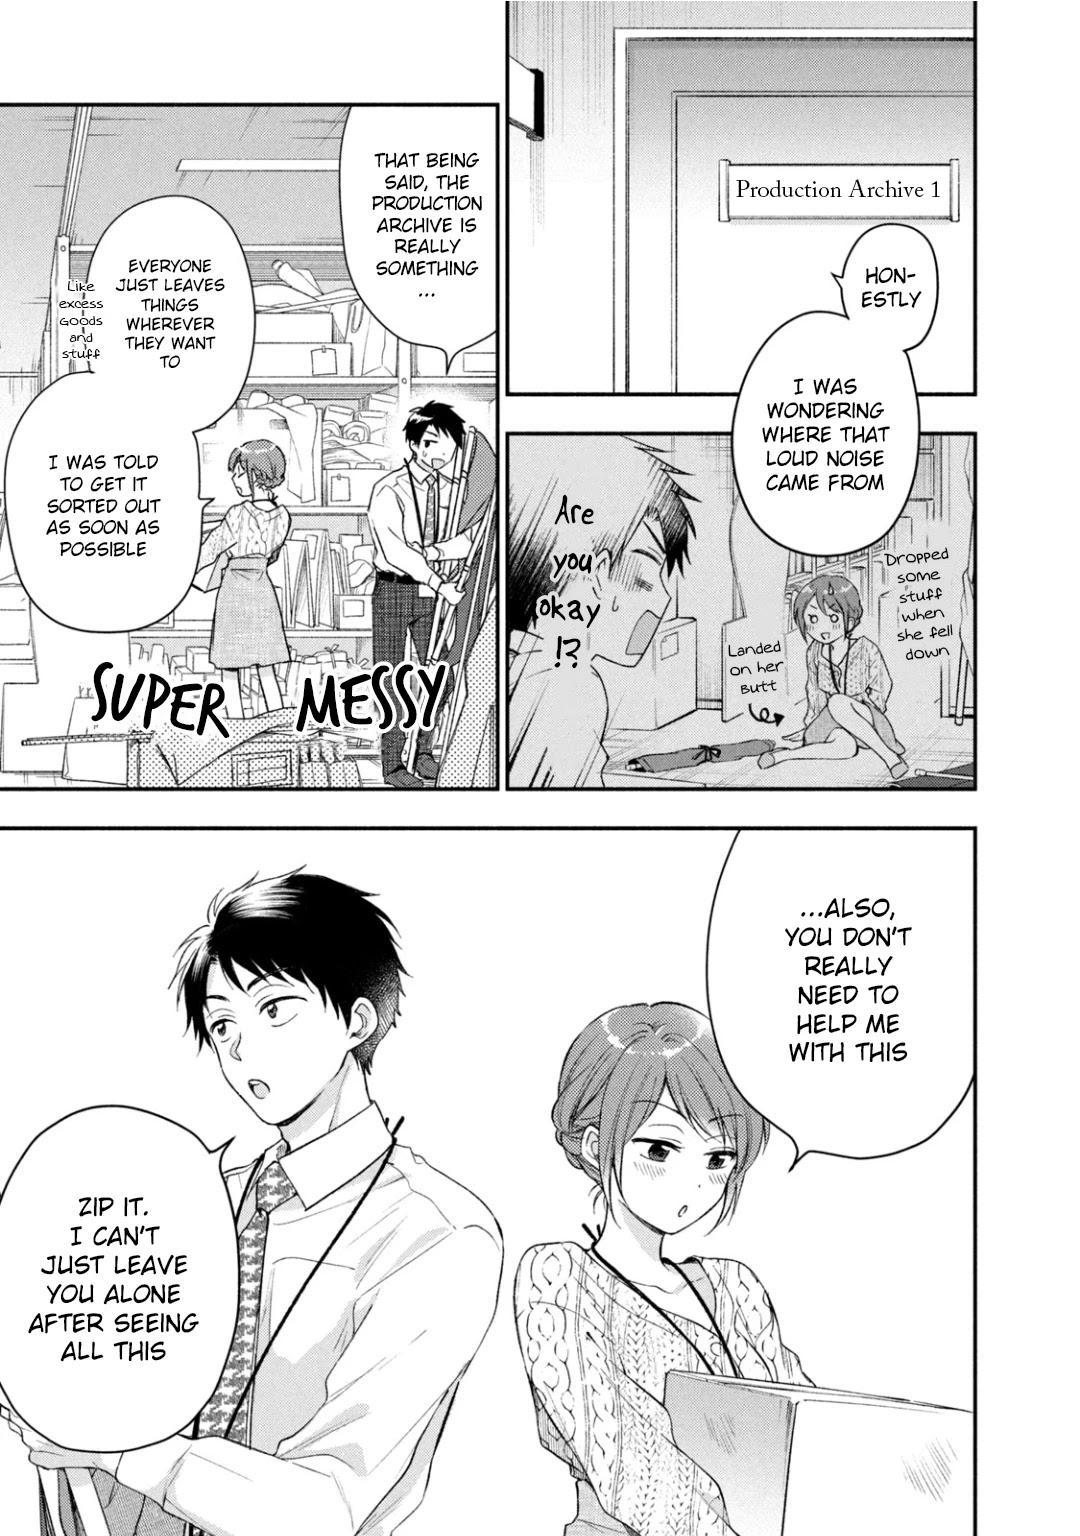 Production Archive 1
HON-
ESTLY
I WAS
WONDERING
WHERE THAT
LOUD NOISE
CAME FROM
Are
you
okay
!?
Dropped
some
stuff
when
she fell
down
Landed
on her
Butt
THAT BEING
SAID, THE
PRODUCTION
ARCHIVE IS
REALLY
SOMETHING
...
EVERYONE
JUST LEAVES
THINGS
WHEREVER
THEY WANT
TO
Like
excess
Goods
and
stuff
I WAS TOLD
TO GET IT
SORTED OUT
AS SOON AS
POSSIBLE
SUPER MESSY
...ALSO,
YOU DON'T
REALLY
NEED TO
HELP ME
WITH THIS
ZIP IT.
I CAN'T
JUST LEAVE
YOU ALONE
AFTER SEEING
ALL THIS